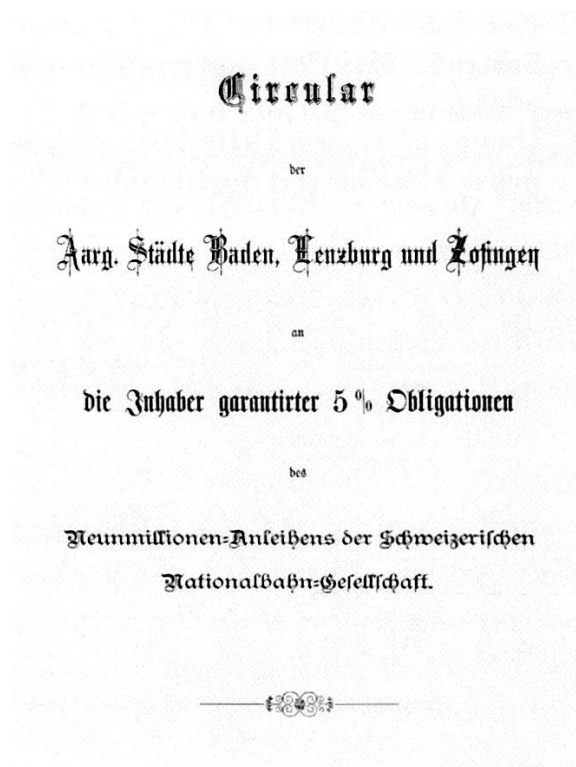 Circular
der
Aarg. Städte Baden, Lenzburg und Zofingen
an
die Inhaber garantirter 5 % Obligationen
des
Neunmillionen-Anleihens der Schweizerischen
Nationalbahn-Gesellschaft.